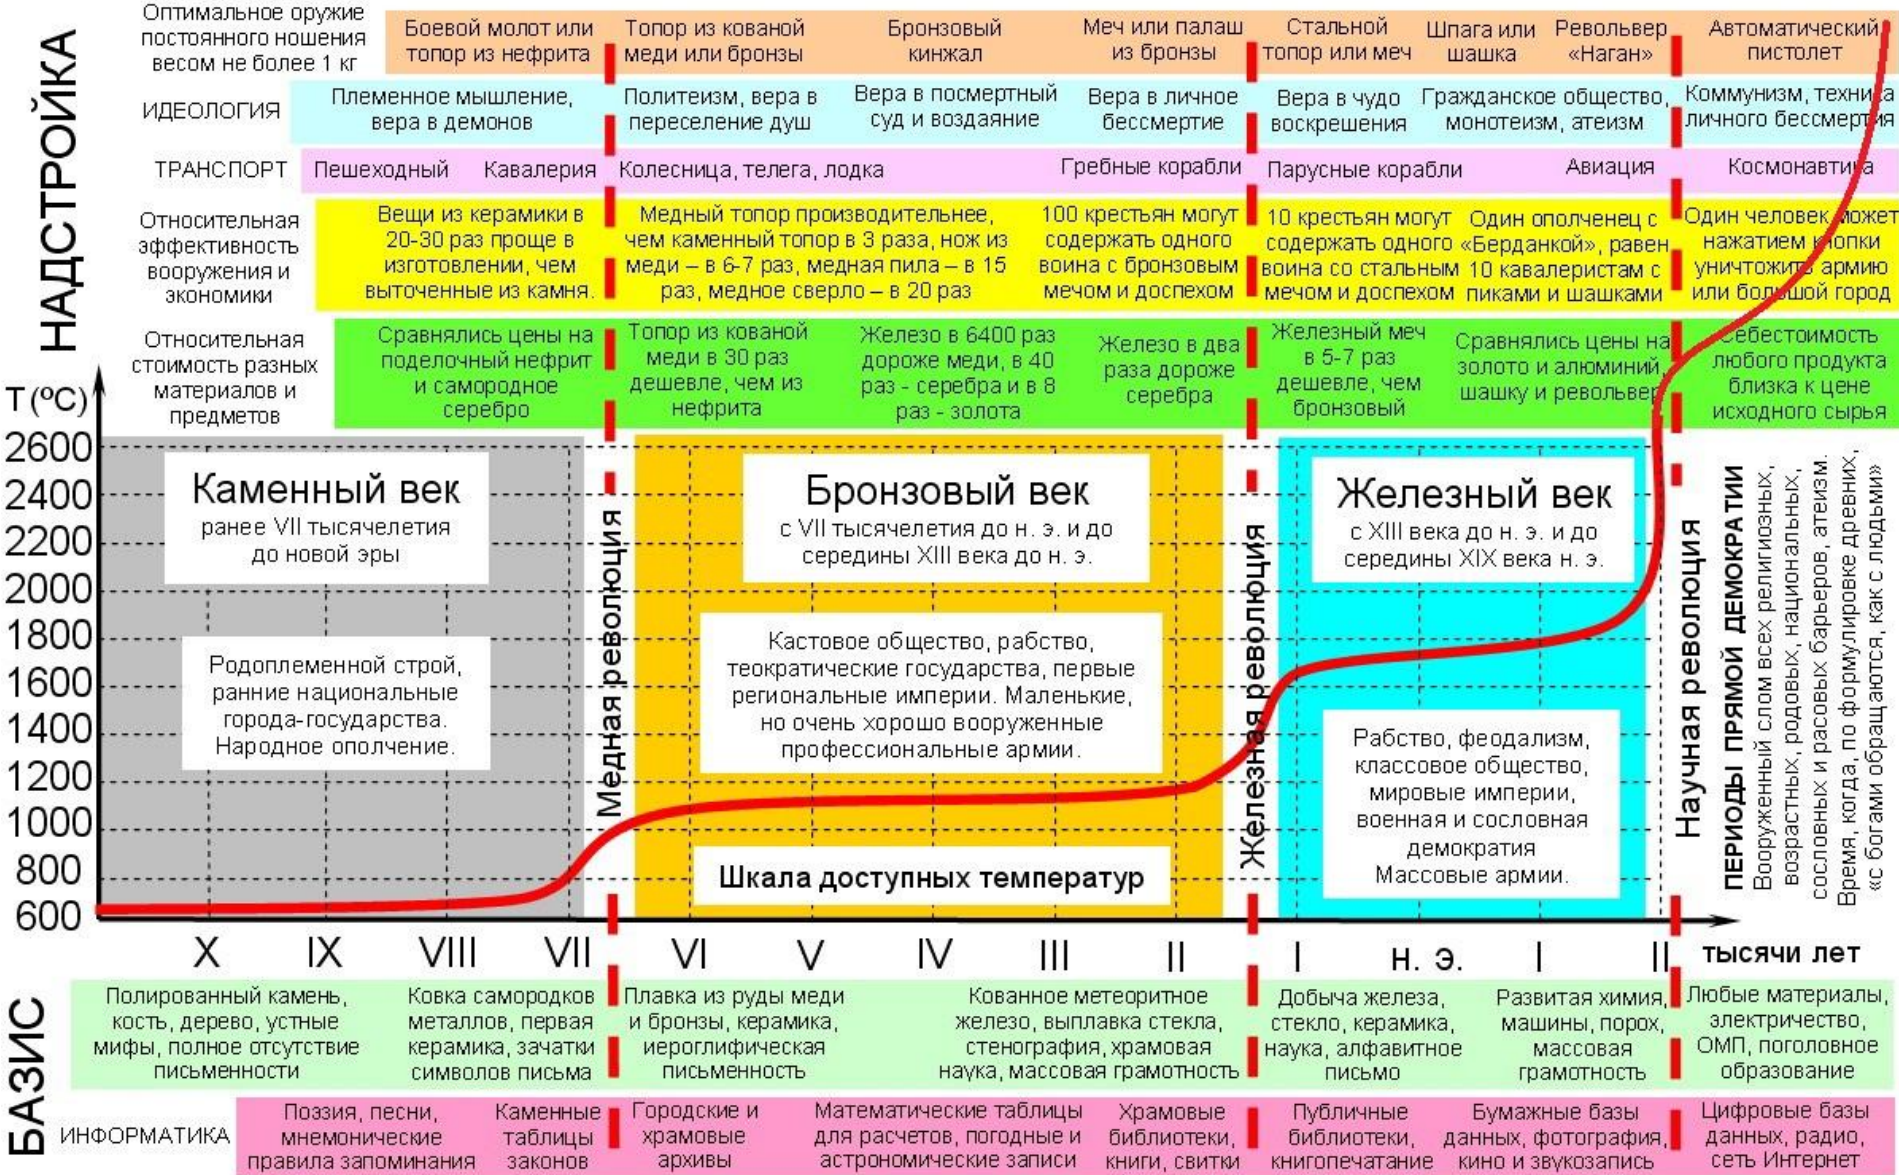 НАДСТРОЙКА
Оптимальное оружие
постоянного ношения
весом не более 1 кг
Боевой молот или
топор из нефрита
Топор из кованой
меди или бронзы
Бронзовый
кинжал
Меч или палаш
из бронзы
Стальной
топор или меч
Шпага или
шашка
Револьвер
«Наган»
Автоматический
пистолет
ИДЕОЛОГИЯ
Племенное мышление,
вера в демонов
Политеизм, вера в
переселение душ
Вера в посмертный
суд и воздаяние
Вера в личное
бессмертие
Вера в чудо
воскрешения
Гражданское общество,
монотеизм, атеизм
Коммунизм, техника
личного бессмертия
ТРАНСПОРТ
Пешеходный
Кавалерия
Колесница, телега, лодка
Гребные корабли
Парусные корабли
Авиация
Космонавтика
Относительная
эффективность
вооружения и
экономики
Вещи из керамики в
20-30 раз проще в
изготовлении, чем
выточенные из камня.
Медный топор производительнее,
чем каменный топор в 3 раза, нож из
меди – в 6-7 раз, медная пила – в 15
раз, медное сверло – в 20 раз
100 крестьян могут
содержать одного
воина с бронзовым
мечом и доспехом
10 крестьян могут
содержать одного
воина со стальным
мечом и доспехом
Один ополченец с
«Берданкой», равен
10 кавалеристам с
пиками и шашками
Один человек может
нажатием кнопки
уничтожить армию
или большой город
Относительная
стоимость разных
материалов и
предметов
Сравнялись цены на
поделочный нефрит
и самородное
серебро
Топор из кованой
меди в 30 раз
дешевле, чем из
нефрита
Железо в 6400 раз
дороже меди, в 40
раз - серебра и в 8
раз - золота
Железо в два
раза дороже
серебра
Железный меч
в 5-7 раз
дешевле, чем
бронзовый
Сравнялись цены на
золото и алюминий,
шашку и револьвер
Себестоимость
любого продукта
близка к цене
исходного сырья
T (ºC)
2600
2400
2200
2000
1800
1600
1400
1200
1000
800
600
Каменный век
ранее VII тысячелетия
до новой эры
Родоплеменной строй,
ранние национальные
города-государства.
Народное ополчение.
Медная революция
Бронзовый век
с VII тысячелетия до н. э. и до
середины XIII века до н. э.
Кастовое общество, рабство,
теократические государства, первые
региональные империи. Маленькие,
но очень хорошо вооруженные
профессиональные армии.
Шкала доступных температур
Железная революция
Железный век
с XIII века до н. э. и до
середины XIX века н. э.
Рабство, феодализм,
классовое общество,
мировые империи,
военная и сословная
демократия
Массовые армии.
Научная революция
ПЕРИОДЫ ПРЯМОЙ ДЕМОКРАТИИ
Вооруженный слом всех религиозных,
возрастных, родовых, национальных,
сословных и расовых барьеров, атеизм.
Время, когда, по формулировке древних,
«с богами обращаются, как с людьми»
X IX VIII VII VI V IV III II I н. э. I II тысячи лет
БАЗИС
Полированный камень,
кость, дерево, устные
мифы, полное отсутствие
письменности
Ковка самородков
металлов, первая
керамика, зачатки
символов письма
Плавка из руды меди
и бронзы, керамика,
иероглифическая
письменность
Кованное метеоритное
железо, выплавка стекла,
стенография, храмовая
наука, массовая грамотность
Добыча железа,
стекло, керамика,
наука, алфавитное
письмо
Развитая химия,
машины, порох,
массовая
грамотность
Любые материалы,
электричество,
ОМП, поголовное
образование
ИНФОРМАТИКА
Поэзия, песни,
мнемонические
правила запоминания
Каменные
таблицы
законов
Городские и
храмовые
архивы
Математические таблицы
для расчетов, погодные и
астрономические записи
Храмовые
библиотеки,
книги, свитки
Публичные
библиотеки,
книгопечатание
Бумажные базы
данных, фотография,
кино и звукозапись
Цифровые базы
данных, радио,
сеть Интернет